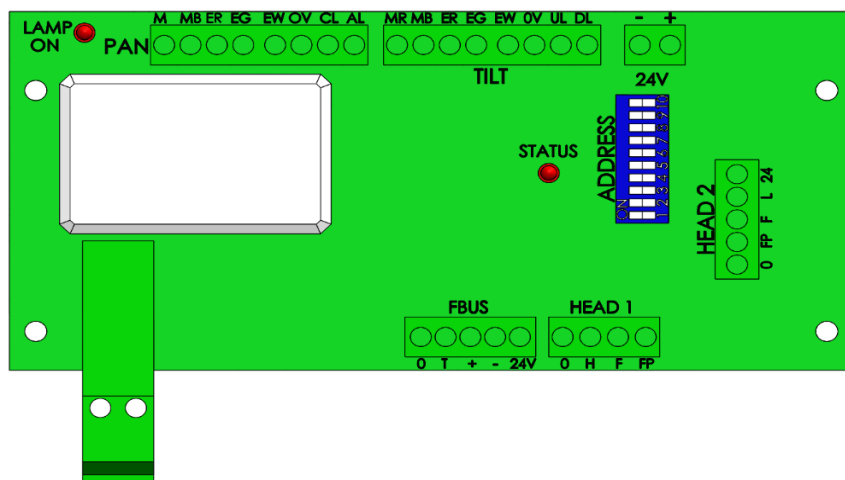 LAMP ON
PAN
M MB ER EG EW OV CL AL
MR MB ER EG EW 0V UL DL
TILT
- +
24V
STATUS
ADDRESS
ON
1 2 3 4 5 6 7 8 9 10
HEAD 2
0 FP F L 24
FBUS
0 T + - 24V
HEAD 1
0 H F FP